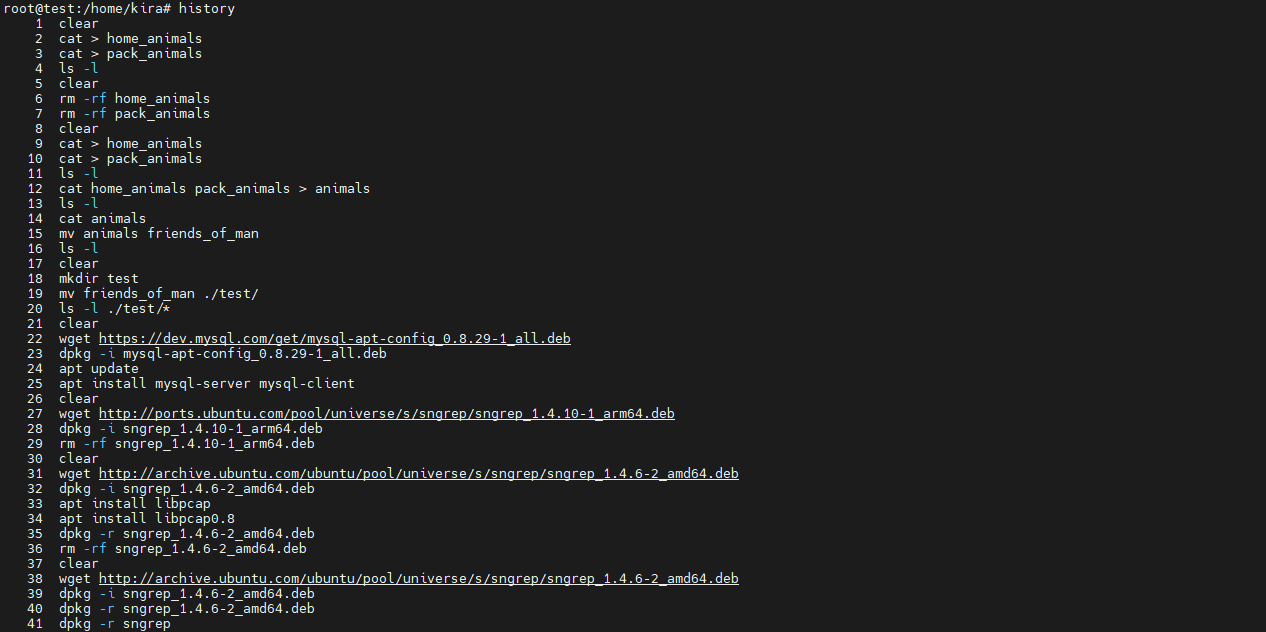 root@test:/home/kira# history
1 clear
2 cat > home_animals
3 cat > pack_animals
4 ls -l
5 clear
6 rm -rf home_animals
7 rm -rf pack_animals
8 clear
9 cat > home_animals
10 cat > pack_animals
11 ls -l
12 cat home_animals pack_animals > animals
13 ls -l
14 cat animals
15 mv animals friends_of_man
16 ls -l
17 clear
18 mkdir test
19 mv friends_of_man ./test/
20 ls -l ./test/*
21 clear
22 wget https://dev.mysql.com/get/mysql-apt-config_0.8.29-1_all.deb
23 dpkg -i mysql-apt-config_0.8.29-1_all.deb
24 apt update
25 apt install mysql-server mysql-client
26 clear
27 wget http://ports.ubuntu.com/pool/universe/s/sngrep/sngrep_1.4.10-1_arm64.deb
28 dpkg -i sngrep_1.4.10-1_arm64.deb
29 rm -rf sngrep_1.4.10-1_arm64.deb
30 clear
31 wget http://archive.ubuntu.com/ubuntu/pool/universe/s/sngrep/sngrep_1.4.6-2_amd64.deb
32 dpkg -i sngrep_1.4.6-2_amd64.deb
33 apt install libpcap
34 apt install libpcap0.8
35 dpkg -r sngrep_1.4.6-2_amd64.deb
36 rm -rf sngrep_1.4.6-2_amd64.deb
37 clear
38 wget http://archive.ubuntu.com/ubuntu/pool/universe/s/sngrep/sngrep_1.4.6-2_amd64.deb
39 dpkg -i sngrep_1.4.6-2_amd64.deb
40 dpkg -r sngrep_1.4.6-2_amd64.deb
41 dpkg -r sngrep